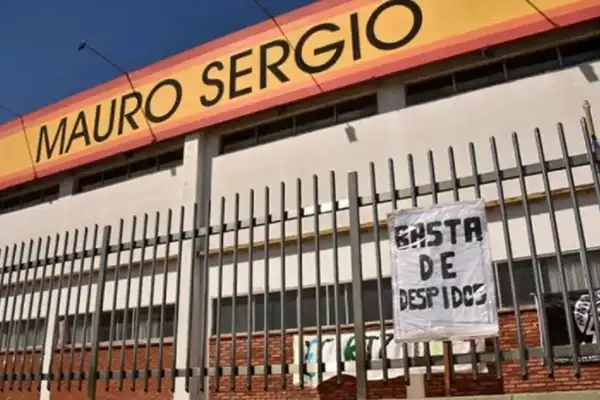 MAURO SERGIO
BASTA
DE
DESPIDOS